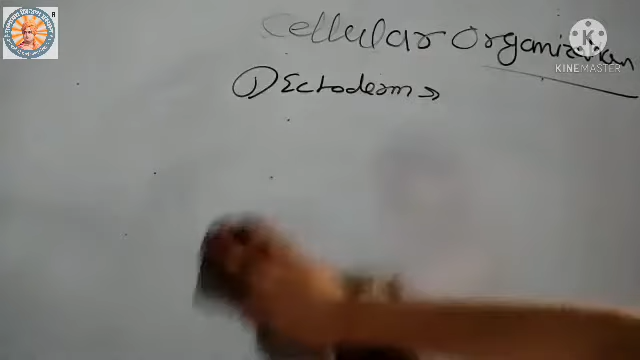 Cellular Organization
① Ectoderm →
KINEMASTER